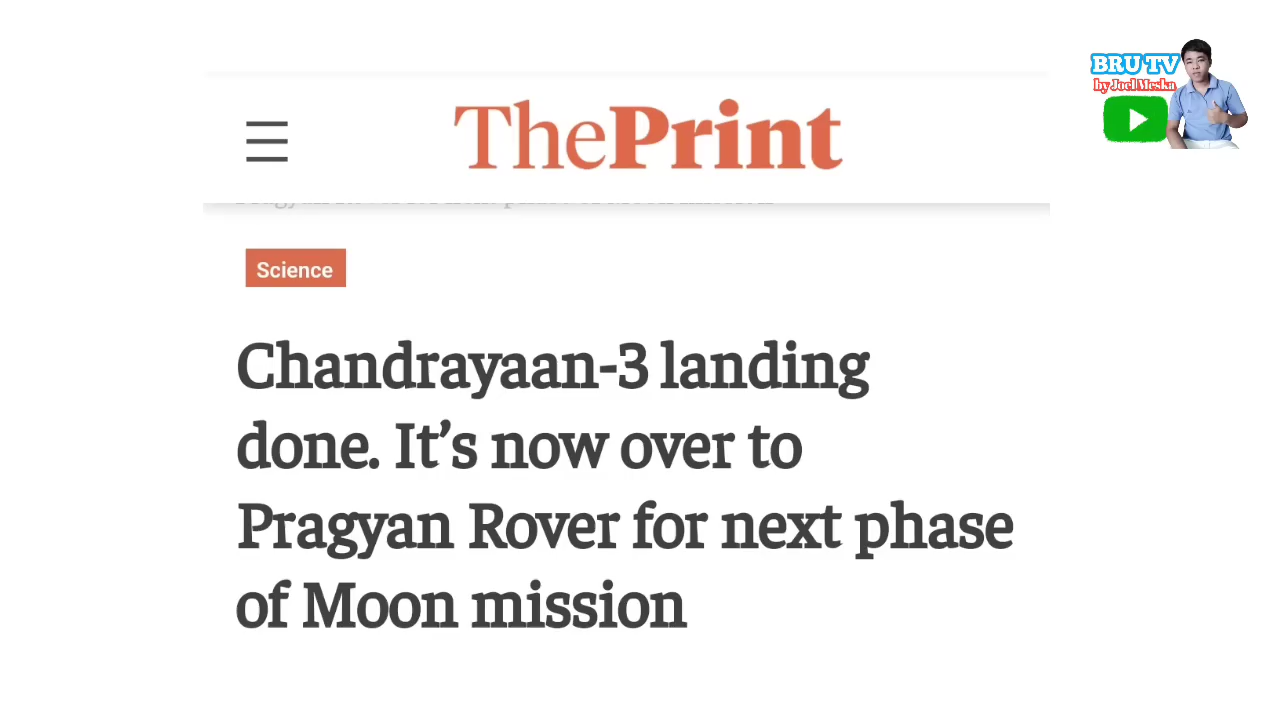 BRU TV
by Joel Meska
ThePrint
Science
Chandrayaan-3 landing
done. It’s now over to
Pragyan Rover for next phase
of Moon mission